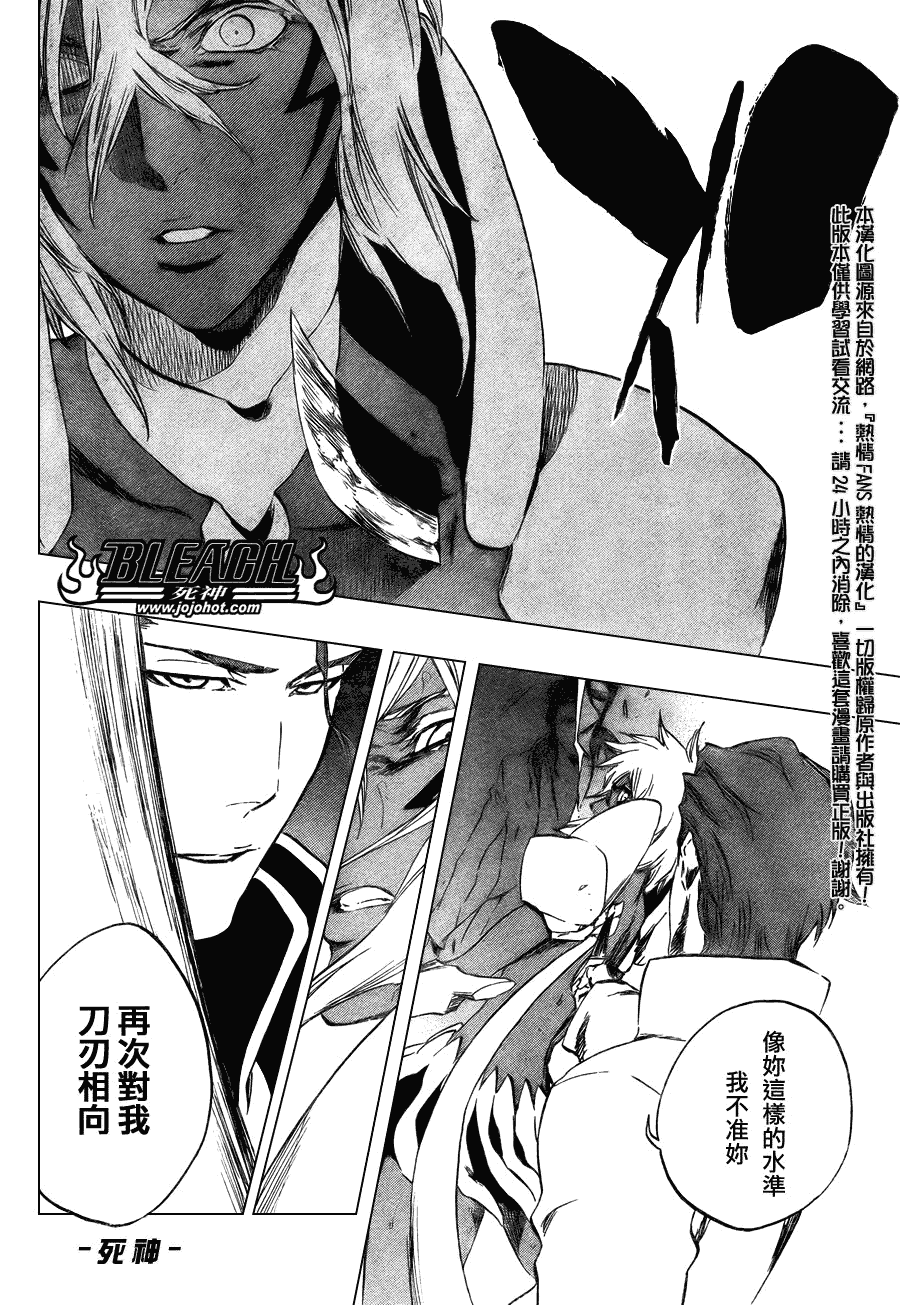 本漢化圖源來自於網路,『熱情FANS熱情的漢化』一切版權歸原作者與出版社擁有!
此版本僅供學習試看交流...請24小時之內消除,喜歡這套漫畫請購買正版!謝謝。
BLEACH
死神
www.jojohot.com
像妳這樣的水準
我不准妳
再次對我
刀刃相向
-死神-